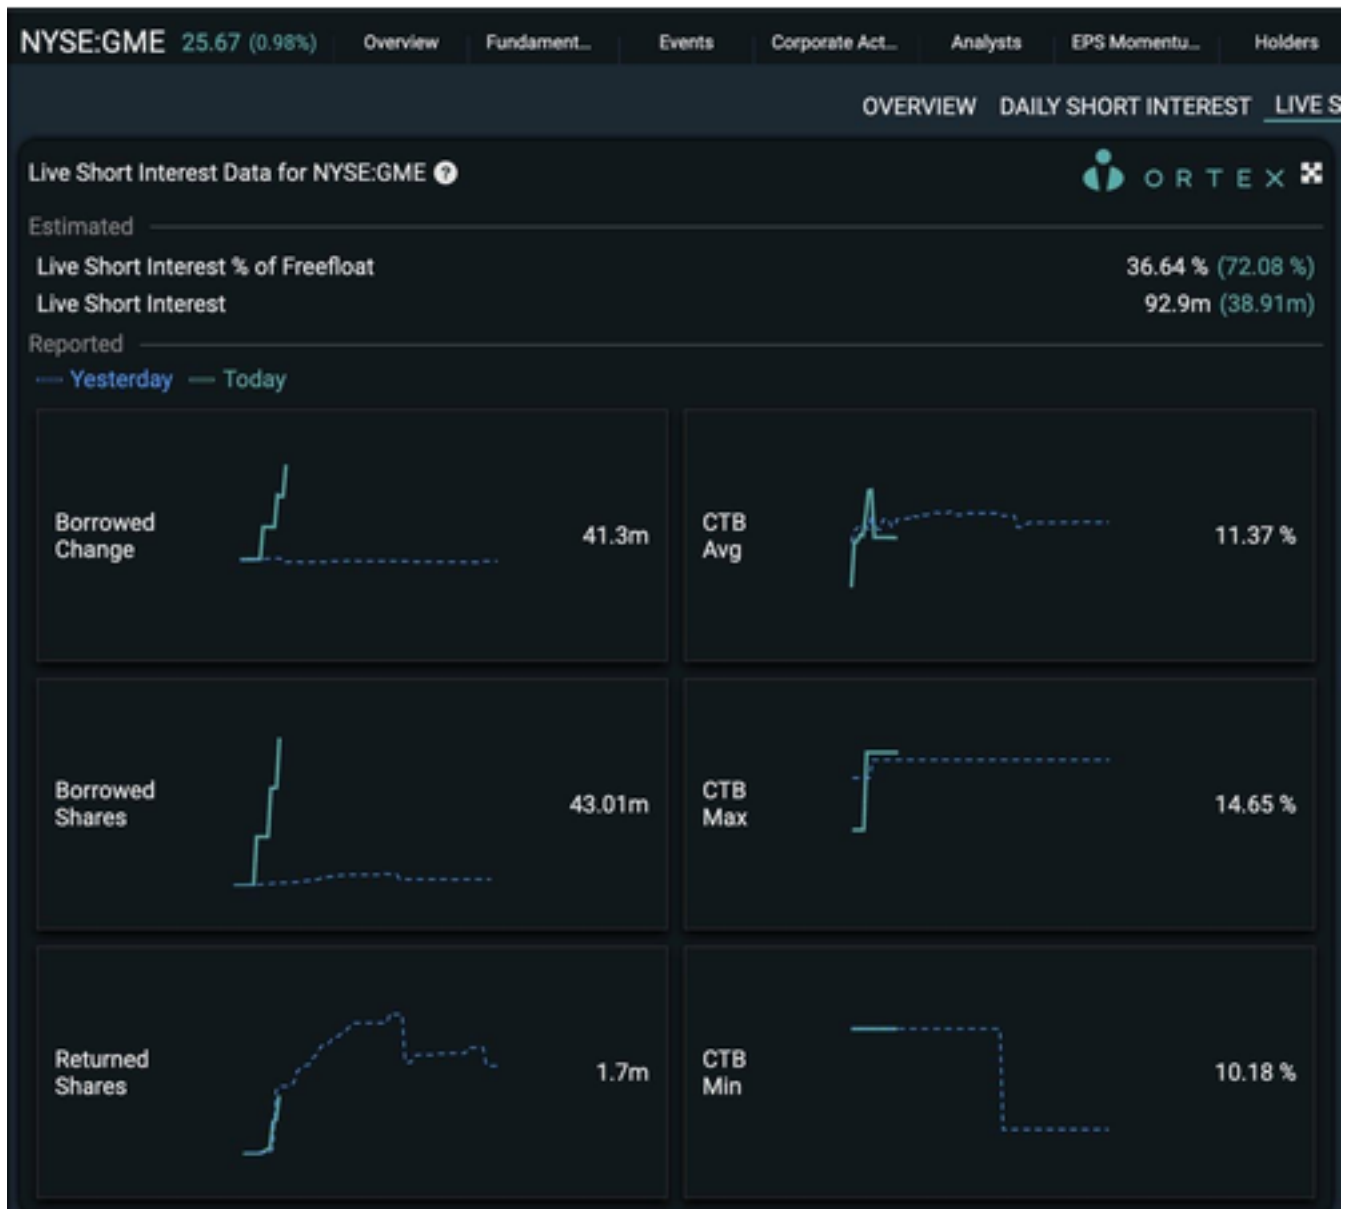 NYSE:GME 25.67 (0.98%) Overview Fundament... Events Corporate Act... Analysts EPS Momentu... Holders
OVERVIEW DAILY SHORT INTEREST LIVE S
Live Short Interest Data for NYSE:GME ?
ORTEX
Estimated
Live Short Interest % of Freefloat 36.64 % (72.08 %)
Live Short Interest 92.9m (38.91m)
Reported
Yesterday Today
Borrowed
Change
41.3m
CTB
Avg
11.37 %
Borrowed
Shares
43.01m
CTB
Max
14.65 %
Returned
Shares
1.7m
CTB
Min
10.18 %